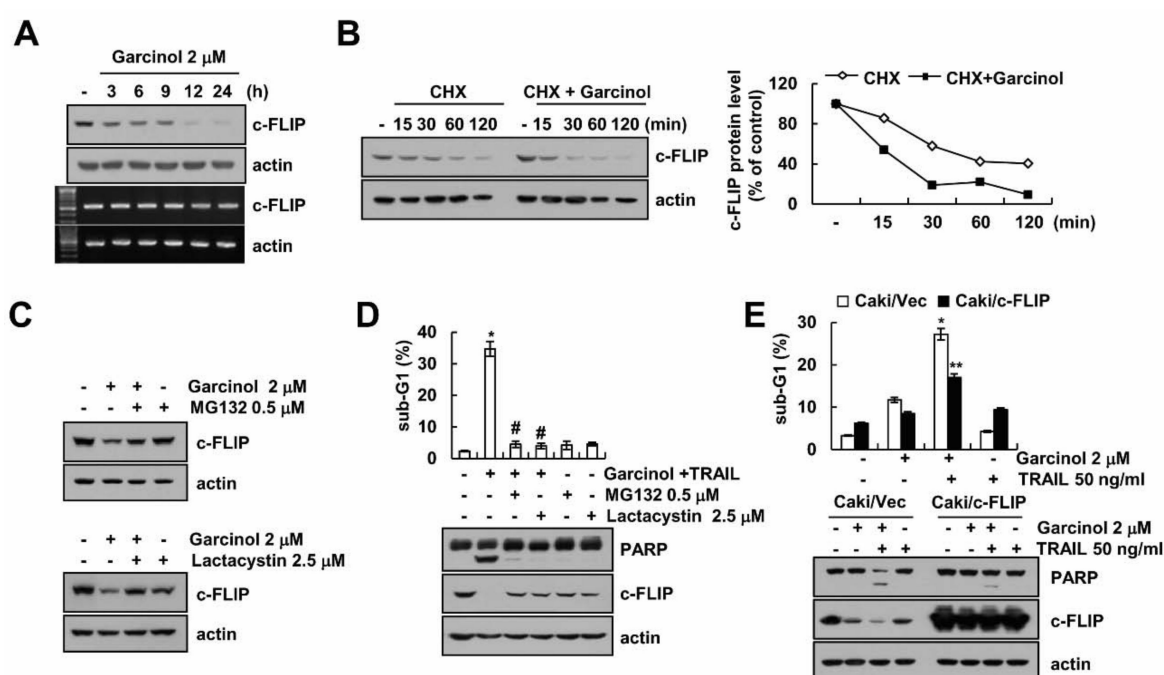 A
Garcinol 2 μM
- 3 6 9 12 24 (h)
c-FLIP
actin
c-FLIP
actin
B
CHX CHX + Garcinol
- 15 30 60 120 - 15 30 60 120 (min)
c-FLIP
actin
CHX CHX+Garcinol
c-FLIP protein level
(% of control)
120
80
40
0
- 15 30 60 120 (min)
C
- + + - Garcinol 2 μM
- - + + MG132 0.5 μM
c-FLIP
actin
- + + - Garcinol 2 μM
- - + + Lactacystin 2.5 μM
c-FLIP
actin
D
sub-G1 (%)
40
30
20
10
0
*
# #
- + + + - - Garcinol +TRAIL
- - + - + - MG132 0.5 μM
- - - + - + Lactacystin 2.5 μM
PARP
c-FLIP
actin
E
Caki/Vec Caki/c-FLIP
sub-G1 (%)
30
20
10
0
*
**
- + + - Garcinol 2 μM
- - + + TRAIL 50 ng/ml
Caki/Vec Caki/c-FLIP
- + + - - + + - Garcinol 2 μM
- - + + - - + + TRAIL 50 ng/ml
PARP
c-FLIP
actin